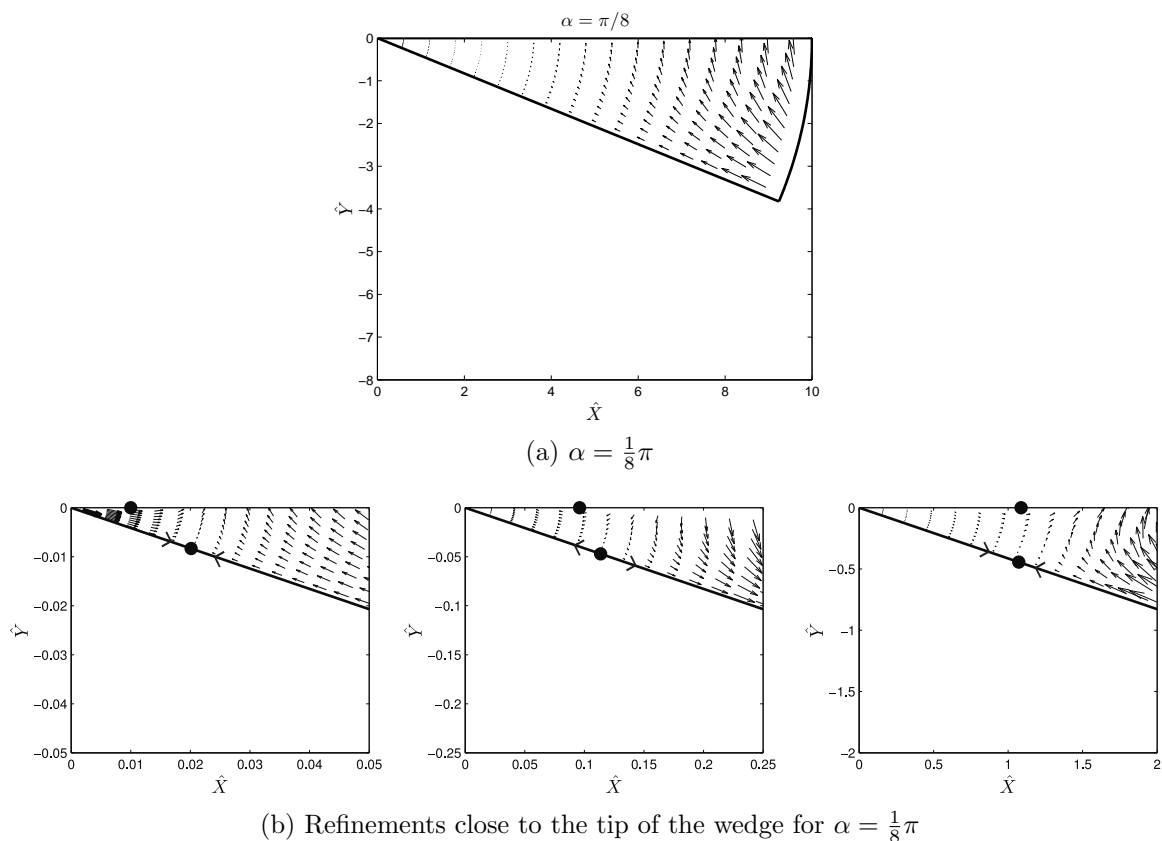 α = π/8
0
−1
−2
−3
−4
−5
−6
−7
−8
Ŷ
0 2 4 6 8 10
X̂
(a) α = 1/8 π
0
−0.01
−0.02
−0.03
−0.04
−0.05
Ŷ
0 0.01 0.02 0.03 0.04 0.05
X̂
0
−0.05
−0.1
−0.15
−0.2
−0.25
Ŷ
0 0.05 0.1 0.15 0.2 0.25
X̂
0
−0.5
−1
−1.5
−2
Ŷ
0 0.5 1 1.5 2
X̂
(b) Refinements close to the tip of the wedge for α = 1/8 π